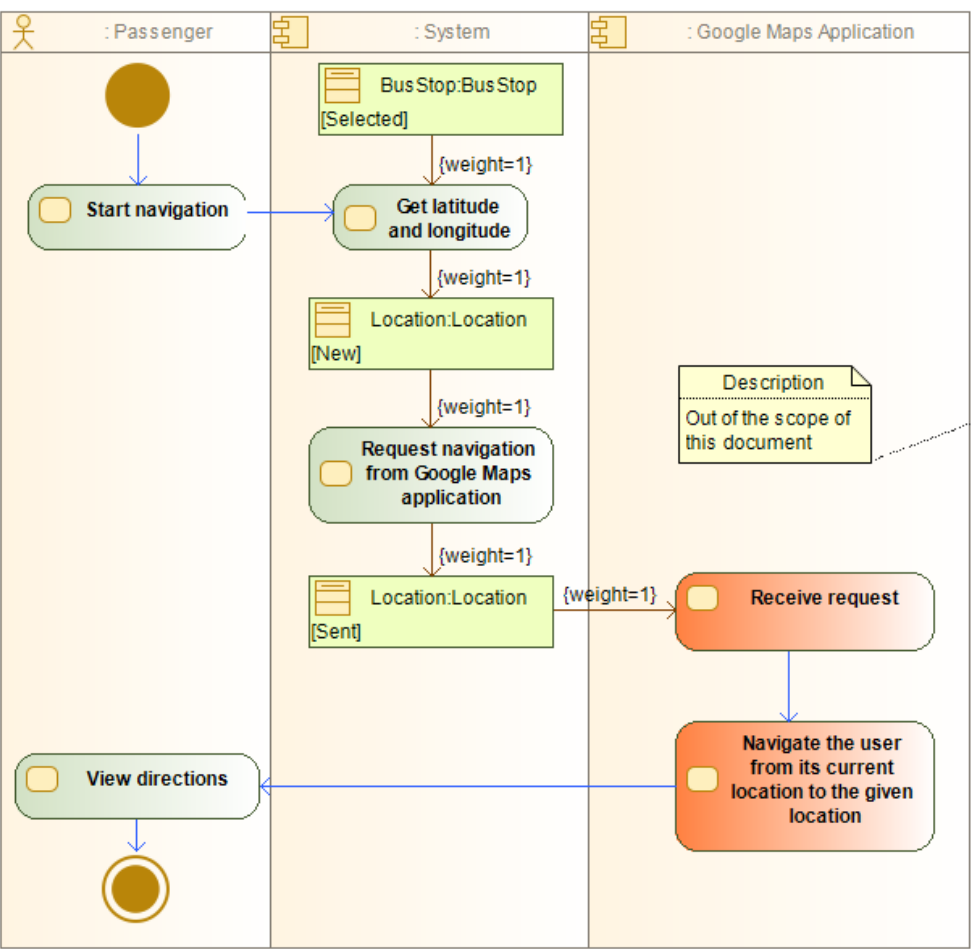 : Passenger
: System
: Google Maps Application
BusStop:BusStop
[Selected]
{weight=1}
Start navigation
Get latitude
and longitude
{weight=1}
Location:Location
[New]
{weight=1}
Description
Out of the scope of
this document
Request navigation
from Google Maps
application
{weight=1}
Location:Location
[Sent]
{weight=1}
Receive request
Navigate the user
from its current
location to the given
location
View directions